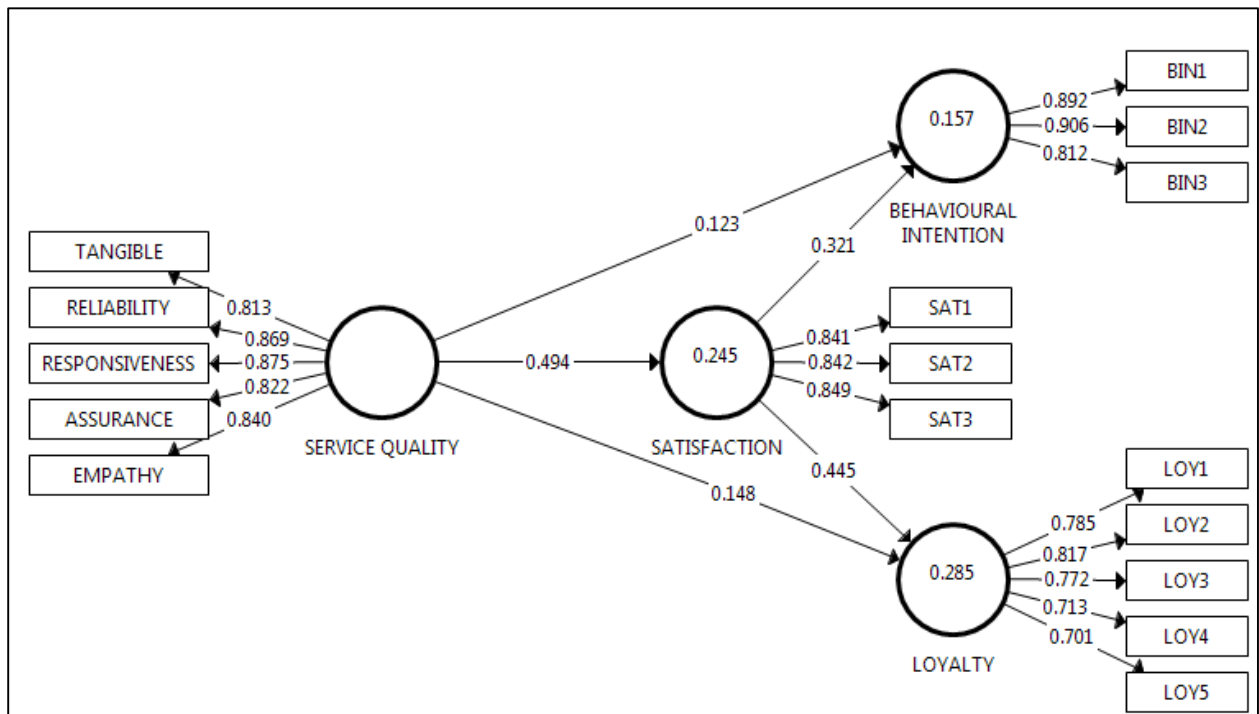 TANGIBLE
RELIABILITY
RESPONSIVENESS
ASSURANCE
EMPATHY
0.813
0.869
0.875
0.822
0.840
SERVICE QUALITY
0.123
0.494
0.148
0.245
SATISFACTION
0.321
0.445
0.841
0.842
0.849
SAT1
SAT2
SAT3
0.157
BEHAVIOURAL
INTENTION
0.892
0.906
0.812
BIN1
BIN2
BIN3
0.285
LOYALTY
0.785
0.817
0.772
0.713
0.701
LOY1
LOY2
LOY3
LOY4
LOY5